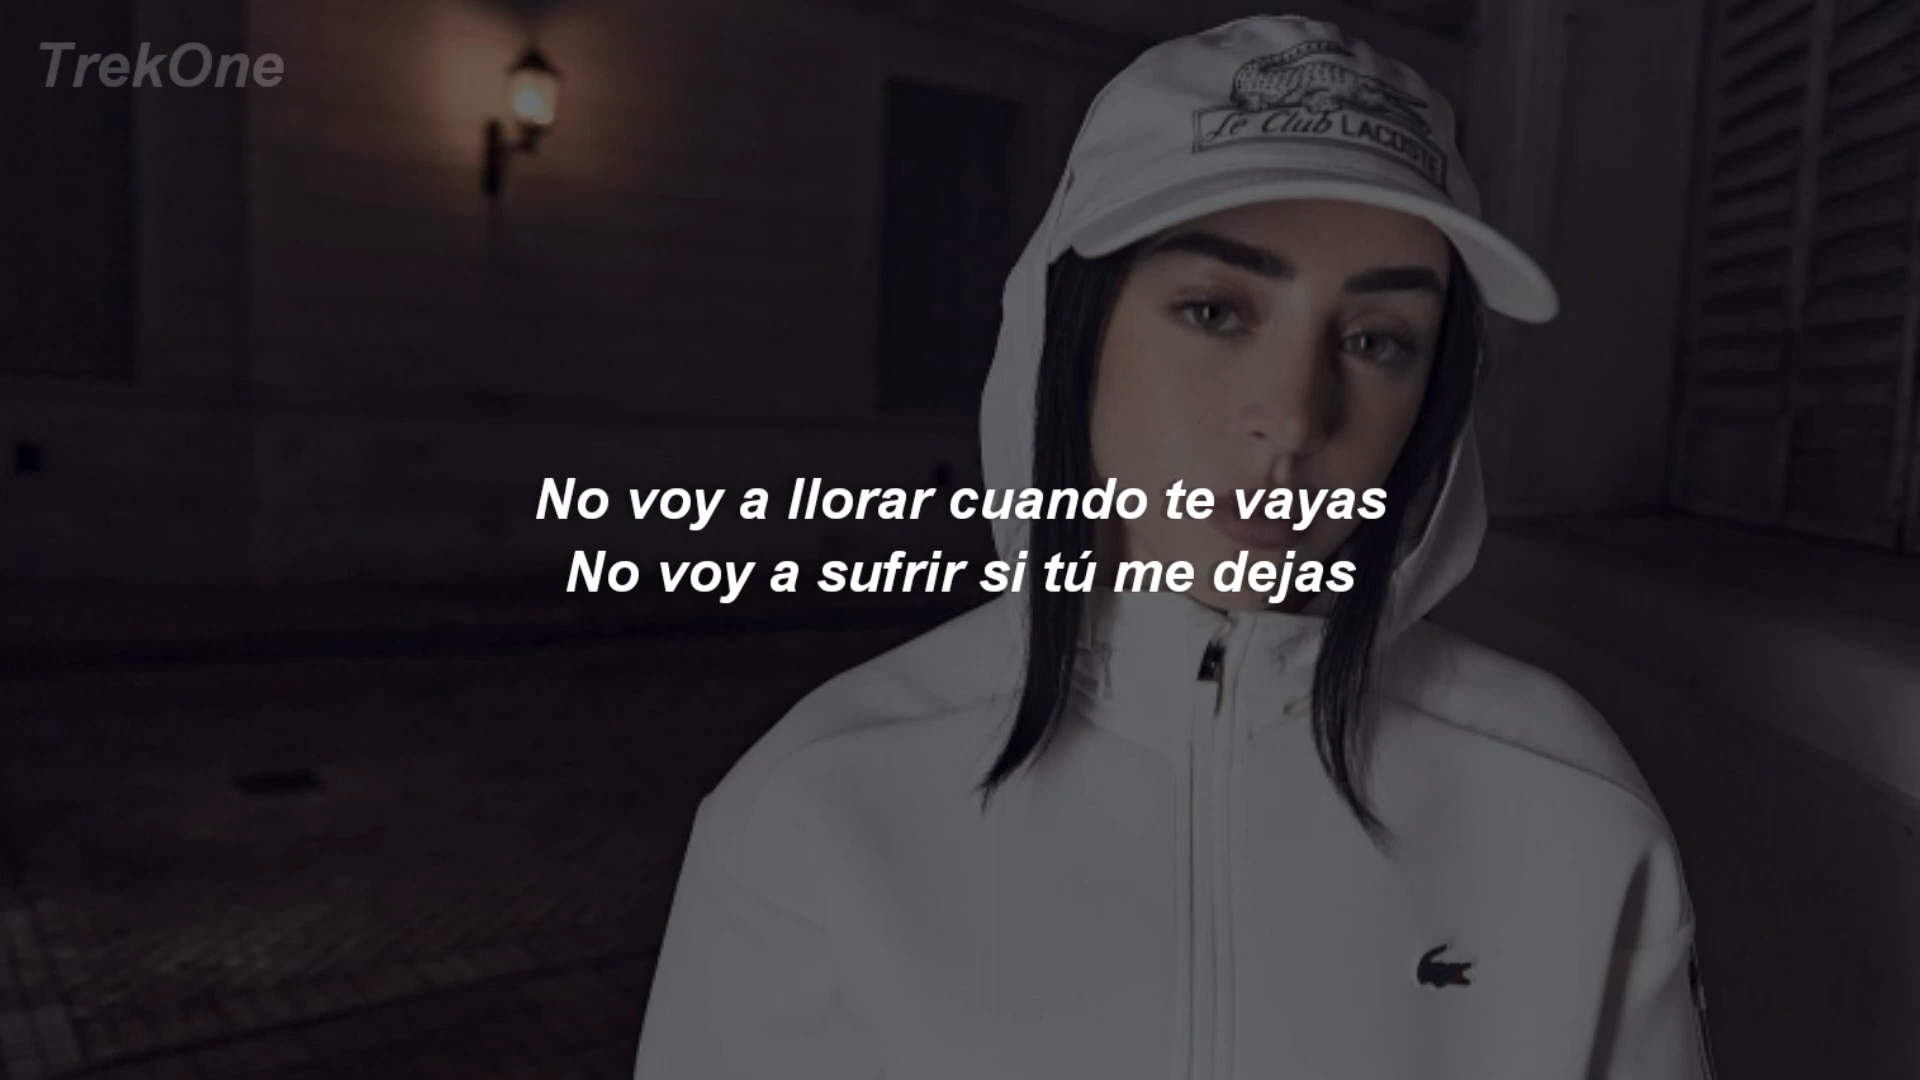 TrekOne
Le Club LACOSTE
No voy a llorar cuando te vayas
No voy a sufrir si tú me dejas